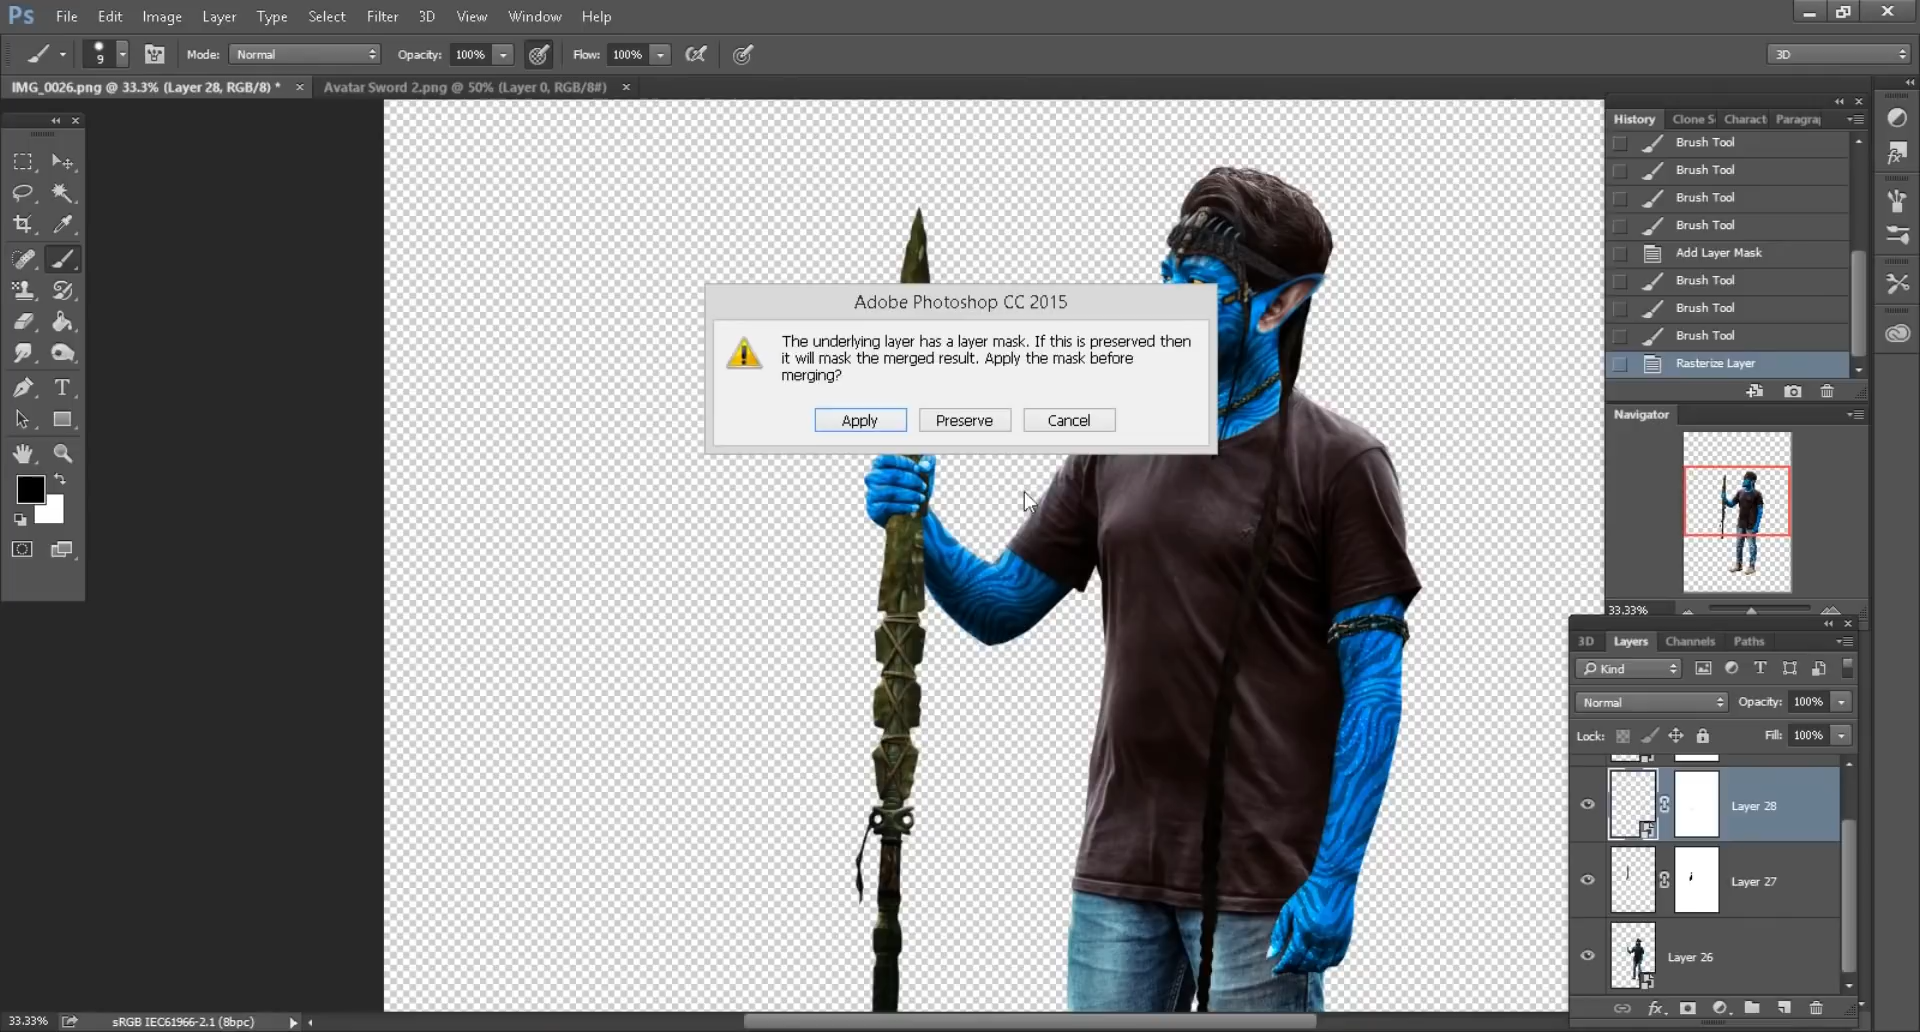 Ps File Edit Image Layer Type Select Filter 3D View Window Help
9 Mode: Normal Opacity: 100% Flow: 100% 3D
IMG_0026.png @ 33.3% (Layer 28, RGB/8) * × Avatar Sword 2.png @ 50% (Layer 0, RGB/8#) ×
History Clone S Charact Paragraj
Brush Tool
Brush Tool
Brush Tool
Brush Tool
Add Layer Mask
Brush Tool
Brush Tool
Brush Tool
Rasterize Layer
Adobe Photoshop CC 2015
The underlying layer has a layer mask. If this is preserved then
it will mask the merged result. Apply the mask before
merging?
Apply Preserve Cancel
Navigator
33.33%
3D Layers Channels Paths
Kind
Normal Opacity: 100%
Lock: Fill: 100%
Layer 28
Layer 27
Layer 26
33.33% sRGB IEC61966-2.1 (8bpc)